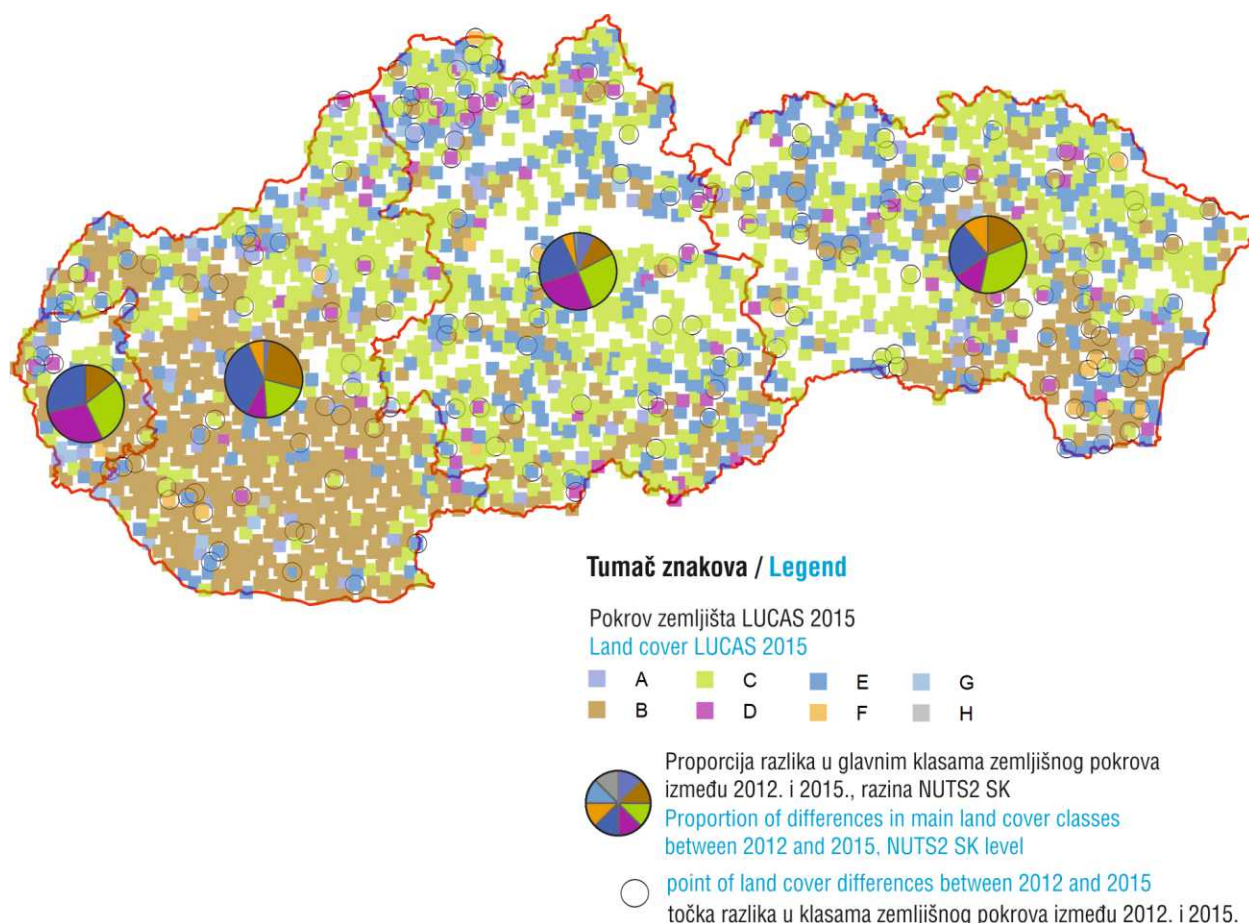 Tumač znakova / Legend
Pokrov zemljišta LUCAS 2015
Land cover LUCAS 2015
A C E G
B D F H
Proporcija razlika u glavnim klasama zemljišnog pokrova
između 2012. i 2015., razina NUTS2 SK
Proportion of differences in main land cover classes
between 2012 and 2015, NUTS2 SK level
point of land cover differences between 2012 and 2015
točka razlika u klasama zemljišnog pokrova između 2012. i 2015.